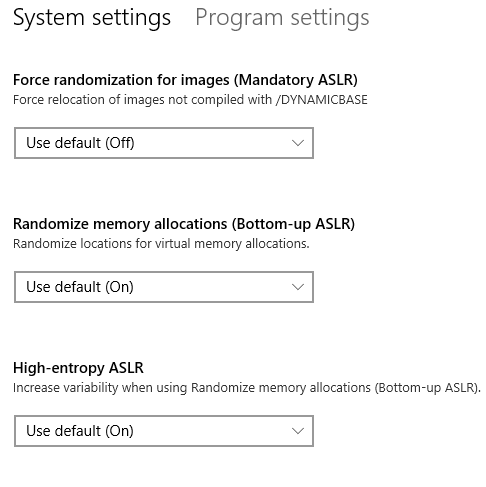 System settings Program settings
Force randomization for images (Mandatory ASLR)
Force relocation of images not compiled with /DYNAMICBASE
Use default (Off)
Randomize memory allocations (Bottom-up ASLR)
Randomize locations for virtual memory allocations.
Use default (On)
High-entropy ASLR
Increase variability when using Randomize memory allocations (Bottom-up ASLR).
Use default (On)